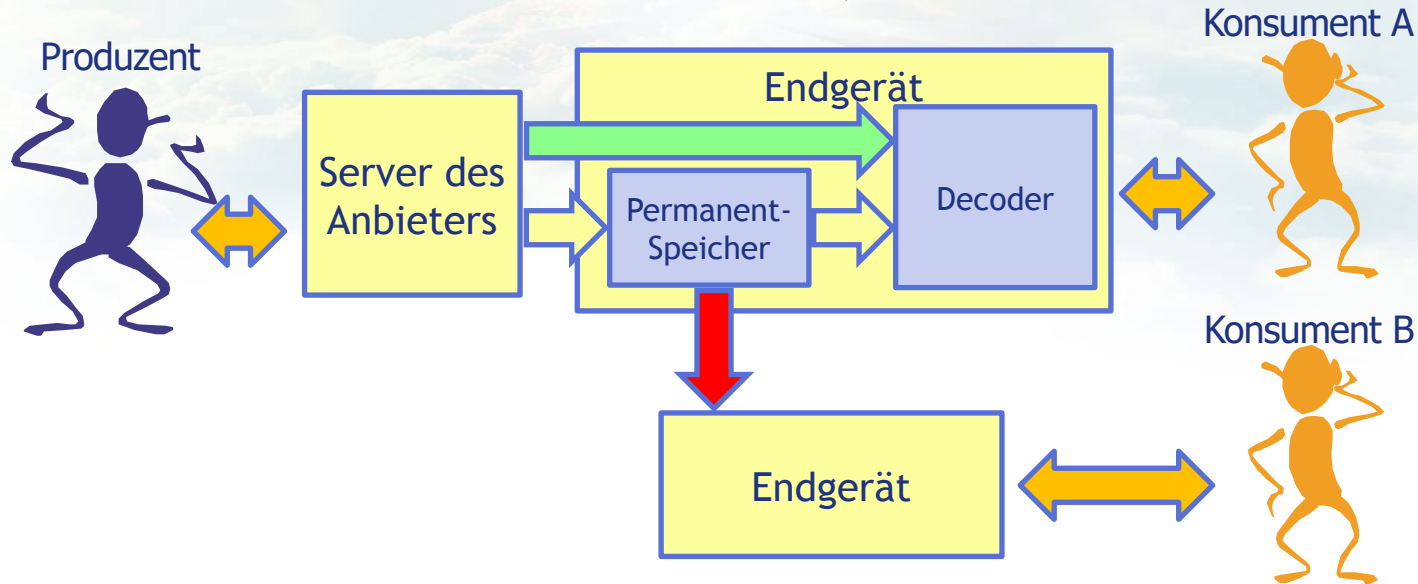 Konsument A
Produzent
Endgerät
Server des
Anbieters
Permanent-
Speicher
Decoder
Konsument B
Endgerät